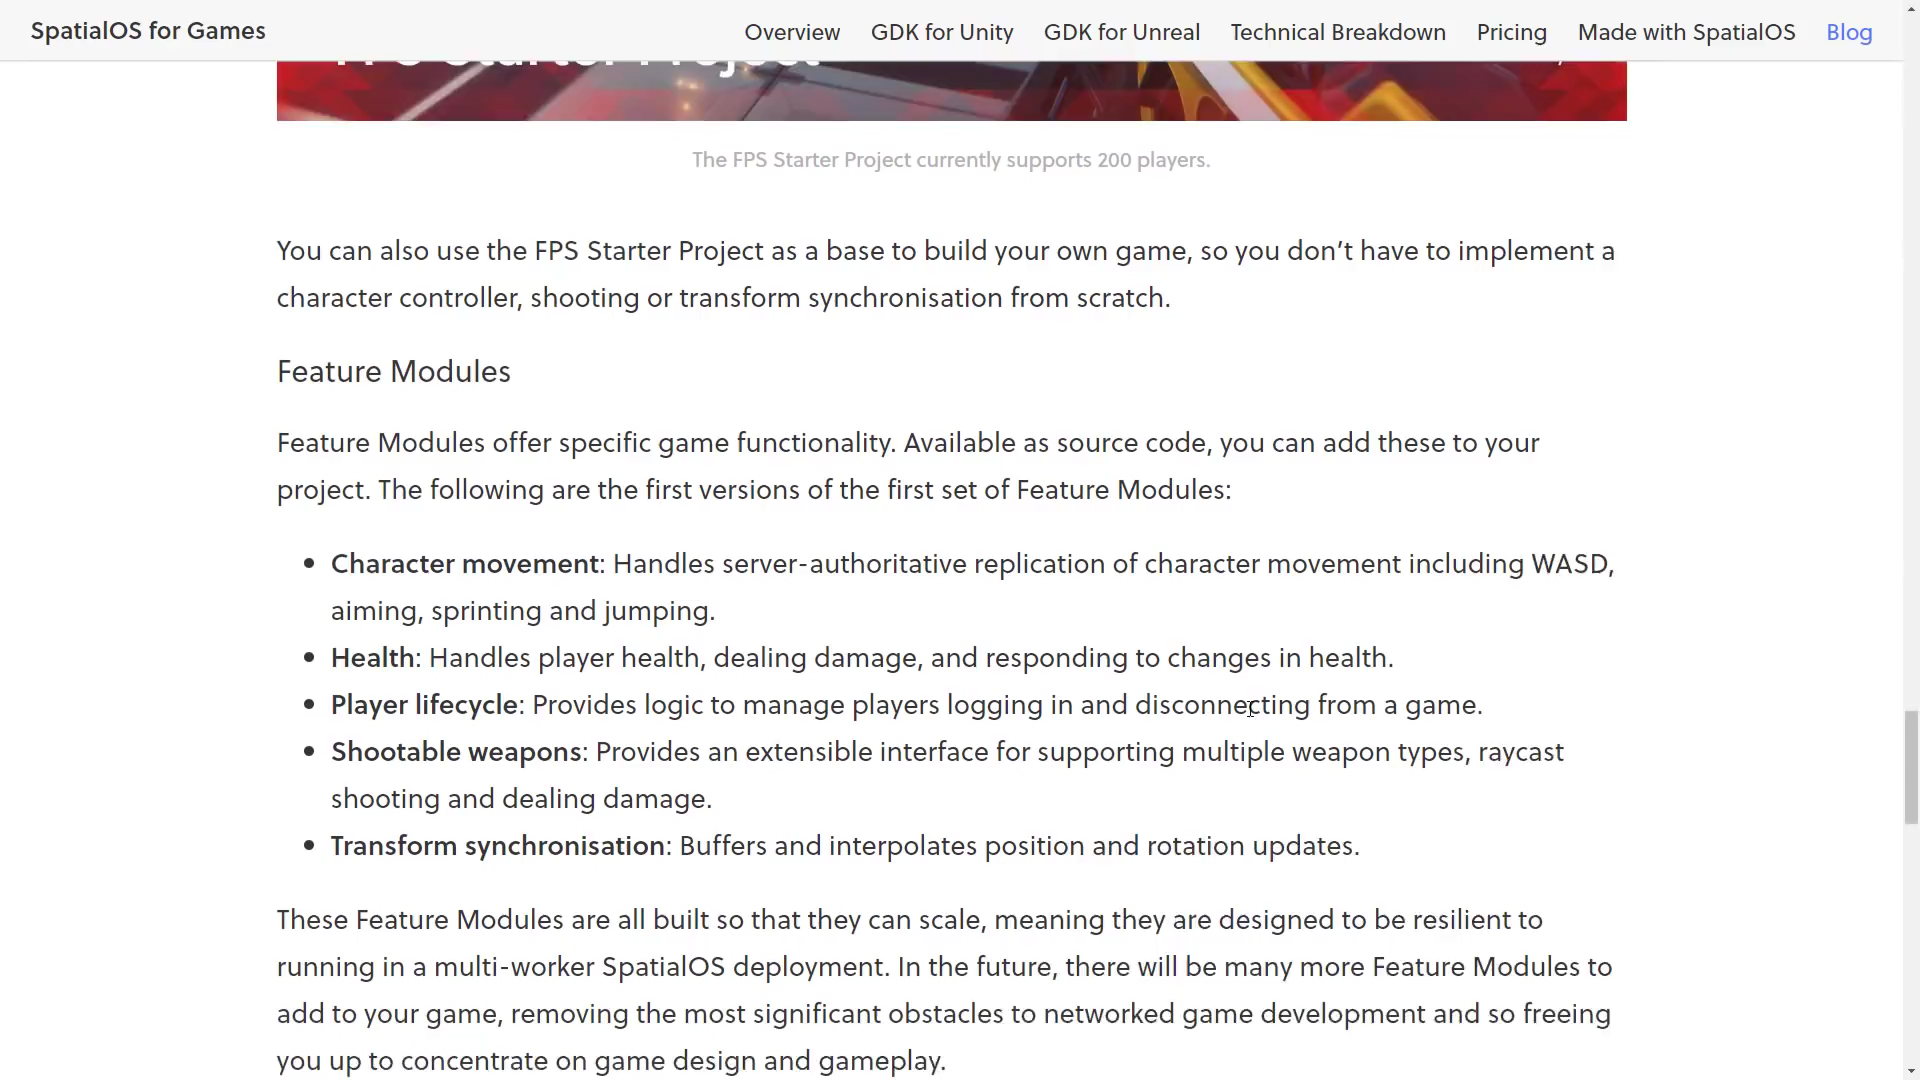 SpatialOS for Games
Overview
GDK for Unity
GDK for Unreal
Technical Breakdown
Pricing
Made with SpatialOS
Blog
Starter Project
The FPS Starter Project currently supports 200 players.
You can also use the FPS Starter Project as a base to build your own game, so you don’t have to implement a
character controller, shooting or transform synchronisation from scratch.
Feature Modules
Feature Modules offer specific game functionality. Available as source code, you can add these to your
project. The following are the first versions of the first set of Feature Modules:
• Character movement: Handles server-authoritative replication of character movement including WASD,
aiming, sprinting and jumping.
• Health: Handles player health, dealing damage, and responding to changes in health.
• Player lifecycle: Provides logic to manage players logging in and disconnecting from a game.
• Shootable weapons: Provides an extensible interface for supporting multiple weapon types, raycast
shooting and dealing damage.
• Transform synchronisation: Buffers and interpolates position and rotation updates.
These Feature Modules are all built so that they can scale, meaning they are designed to be resilient to
running in a multi-worker SpatialOS deployment. In the future, there will be many more Feature Modules to
add to your game, removing the most significant obstacles to networked game development and so freeing
you up to concentrate on game design and gameplay.